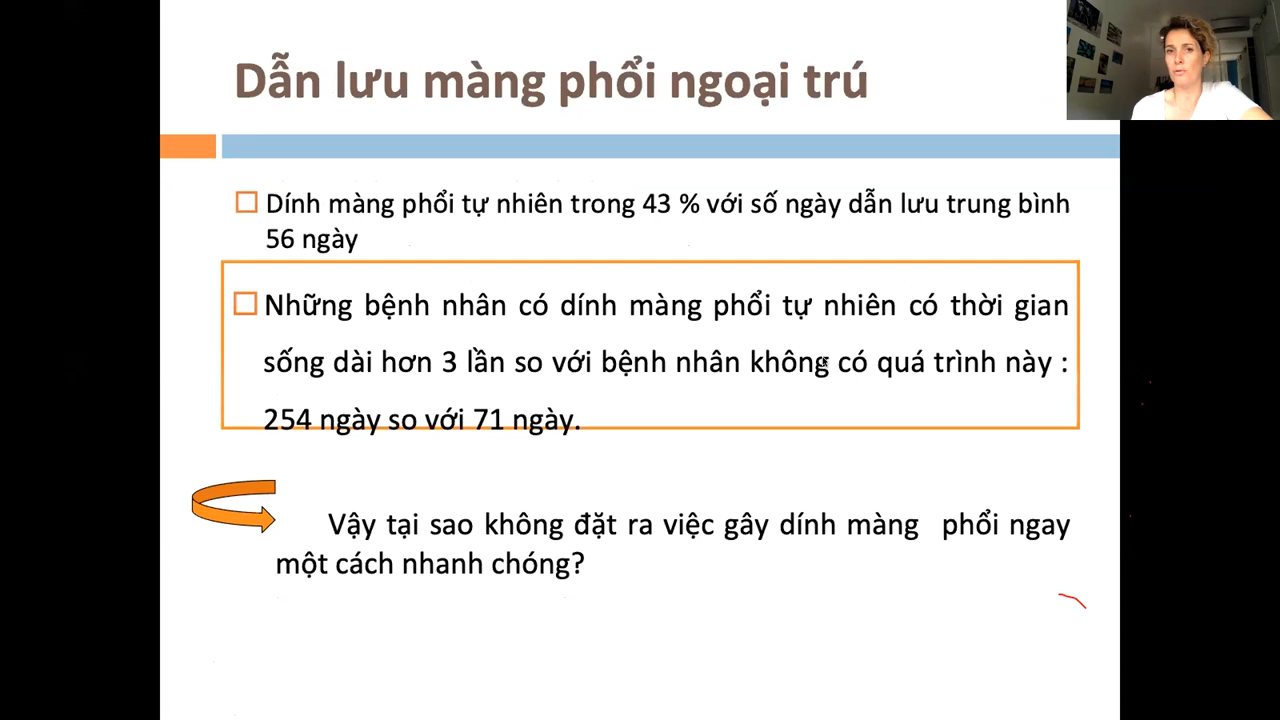 Dẫn lưu màng phổi ngoại trú
Dính màng phổi tự nhiên trong 43 % với số ngày dẫn lưu trung bình
56 ngày
Những bệnh nhân có dính màng phổi tự nhiên có thời gian
sống dài hơn 3 lần so với bệnh nhân không có quá trình này :
254 ngày so với 71 ngày.
Vậy tại sao không đặt ra việc gây dính màng phổi ngay
một cách nhanh chóng?